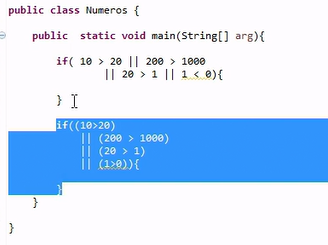 public class Numeros {
public static void main(String[] arg){
if( 10 > 20 || 200 > 1000
|| 20 > 1 || 1 < 0){
}
if((10>20)
|| (200 > 1000)
|| (20 > 1)
|| (1>0)){
}
}
}